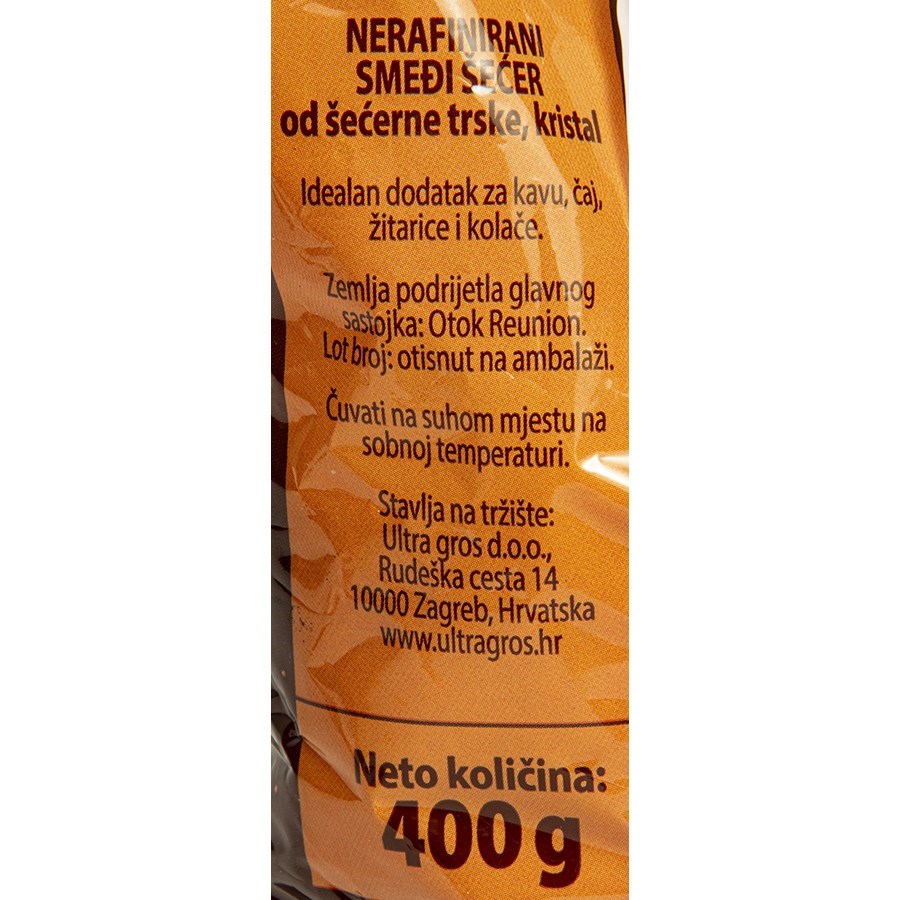 NERAFINIRANI
SMEĐI ŠEĆER
od šećerne trske, kristal
Idealan dodatak za kavu, čaj,
žitarice i kolače.
Zemlja podrijetla glavnog
sastojka: Otok Reunion.
Lot broj: otisnut na ambalaži.
Čuvati na suhom mjestu na
sobnoj temperaturi.
Stavlja na tržište:
Ultra gros d.o.o.,
Rudeška cesta 14
10000 Zagreb, Hrvatska
www.ultragros.hr
Neto količina:
400 g